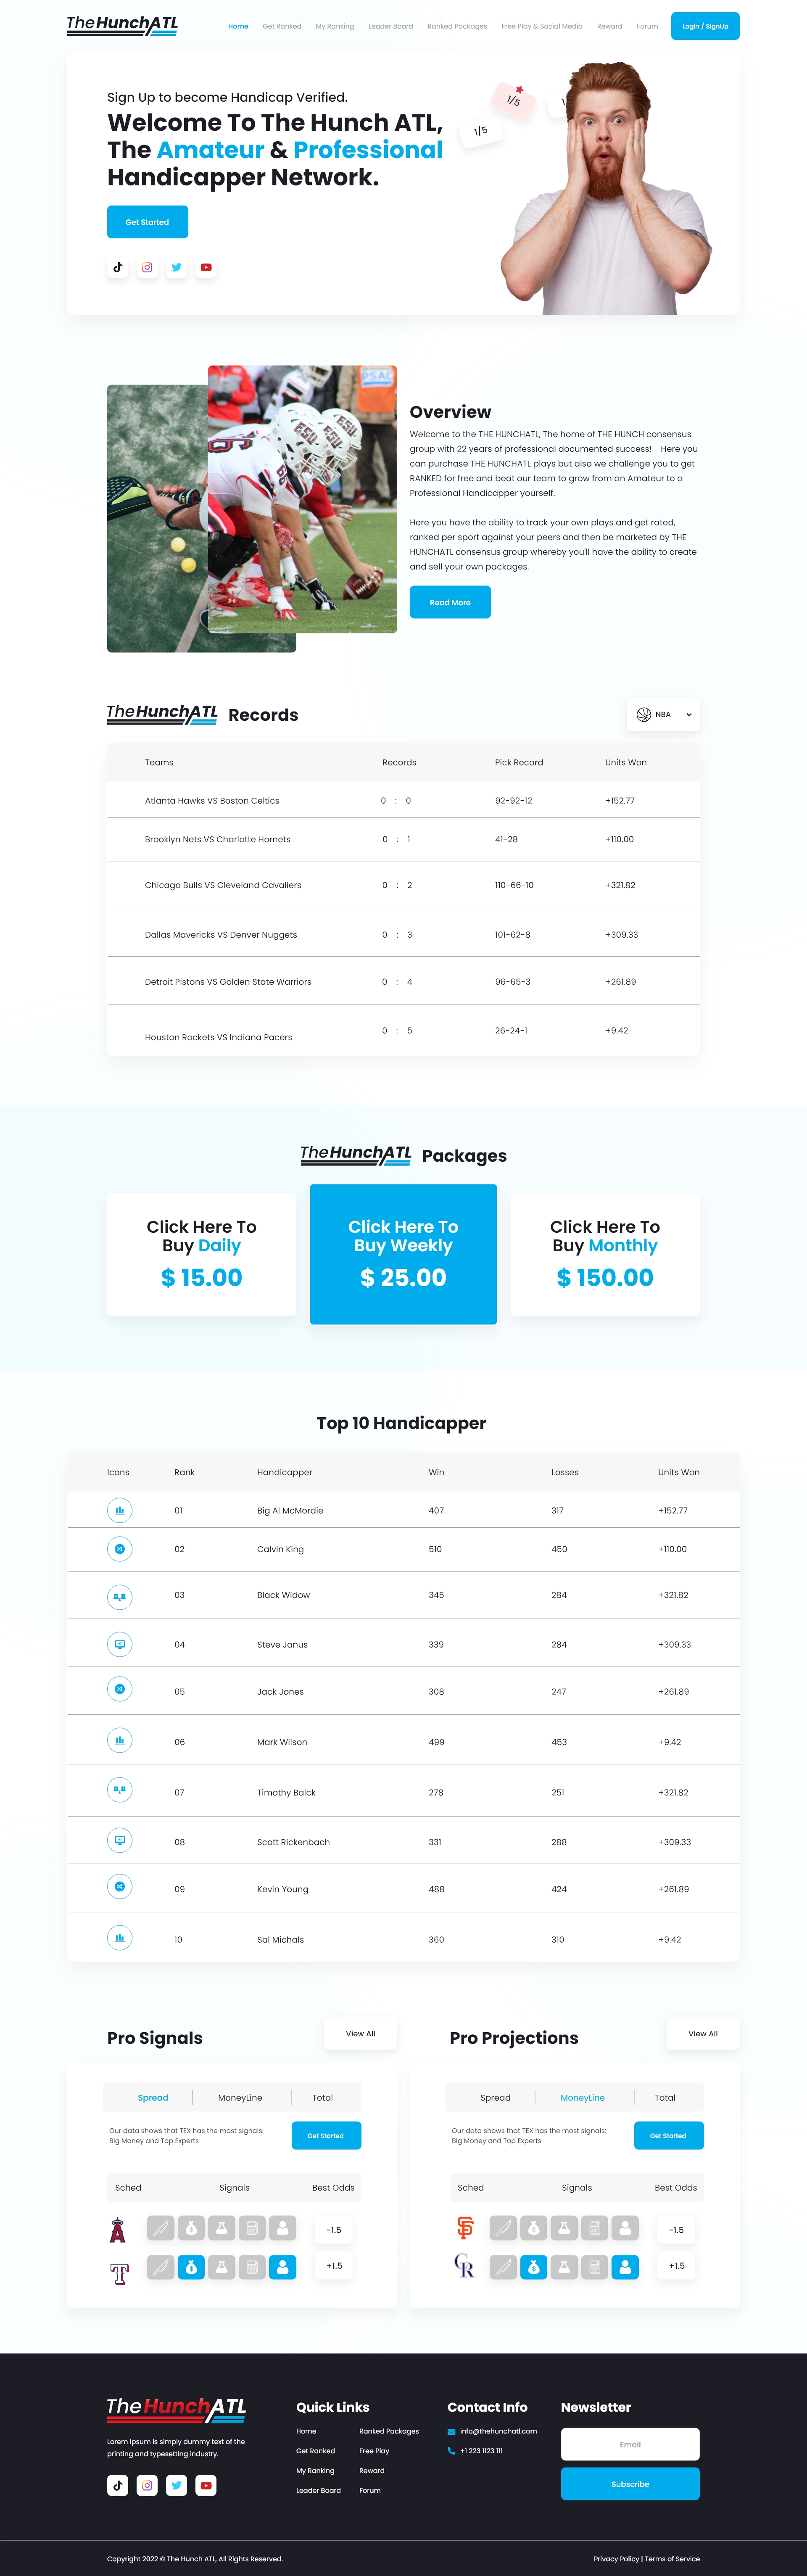 TheHunchATL
Home Get Ranked My Ranking Leader Board Ranked Packages Free Play & Social Media Reward Forum Login / SignUp
Sign Up to become Handicap Verified.
Welcome To The Hunch ATL,
The Amateur & Professional
Handicapper Network.
1/5
1/5
Get Started
PSAC
ESU
ESU
ESU
Overview
Welcome to the THE HUNCHATL, The home of THE HUNCH consensus
group with 22 years of professional documented success! Here you
can purchase THE HUNCHATL plays but also we challenge you to get
RANKED for free and beat our team to grow from an Amateur to a
Professional Handicapper yourself.
Here you have the ability to track your own plays and get rated,
ranked per sport against your peers and then be marketed by THE
HUNCHATL consensus group whereby you'll have the ability to create
and sell your own packages.
Read More
TheHunchATL Records
NBA
Teams Records Pick Record Units Won
Atlanta Hawks VS Boston Celtics 0 : 0 92-92-12 +152.77
Brooklyn Nets VS Charlotte Hornets 0 : 1 41-28 +110.00
Chicago Bulls VS Cleveland Cavaliers 0 : 2 110-66-10 +321.82
Dallas Mavericks VS Denver Nuggets 0 : 3 101-62-8 +309.33
Detroit Pistons VS Golden State Warriors 0 : 4 96-65-3 +261.89
Houston Rockets VS Indiana Pacers 0 : 5 26-24-1 +9.42
TheHunchATL Packages
Click Here To
Buy Daily
$ 15.00
Click Here To
Buy Weekly
$ 25.00
Click Here To
Buy Monthly
$ 150.00
Top 10 Handicapper
Icons Rank Handicapper Win Losses Units Won
01 Big Al McMordie 407 317 +152.77
02 Calvin King 510 450 +110.00
03 Black Widow 345 284 +321.82
04 Steve Janus 339 284 +309.33
05 Jack Jones 308 247 +261.89
06 Mark Wilson 499 453 +9.42
07 Timothy Balck 278 251 +321.82
08 Scott Rickenbach 331 288 +309.33
09 Kevin Young 488 424 +261.89
10 Sal Michals 360 310 +9.42
Pro Signals
View All
Spread MoneyLine Total
Our data shows that TEX has the most signals:
Big Money and Top Experts
Get Started
Sched Signals Best Odds
A -1.5
T +1.5
Pro Projections
View All
Spread MoneyLine Total
Our data shows that TEX has the most signals:
Big Money and Top Experts
Get Started
Sched Signals Best Odds
SF -1.5
CR +1.5
TheHunchATL
Lorem Ipsum is simply dummy text of the
printing and typesetting industry.
Quick Links
Home Ranked Packages
Get Ranked Free Play
My Ranking Reward
Leader Board Forum
Contact Info
info@thehunchatl.com
+1 223 1123 111
Newsletter
Email
Subscribe
Copyright 2022 © The Hunch ATL, All Rights Reserved.
Privacy Policy | Terms of Service